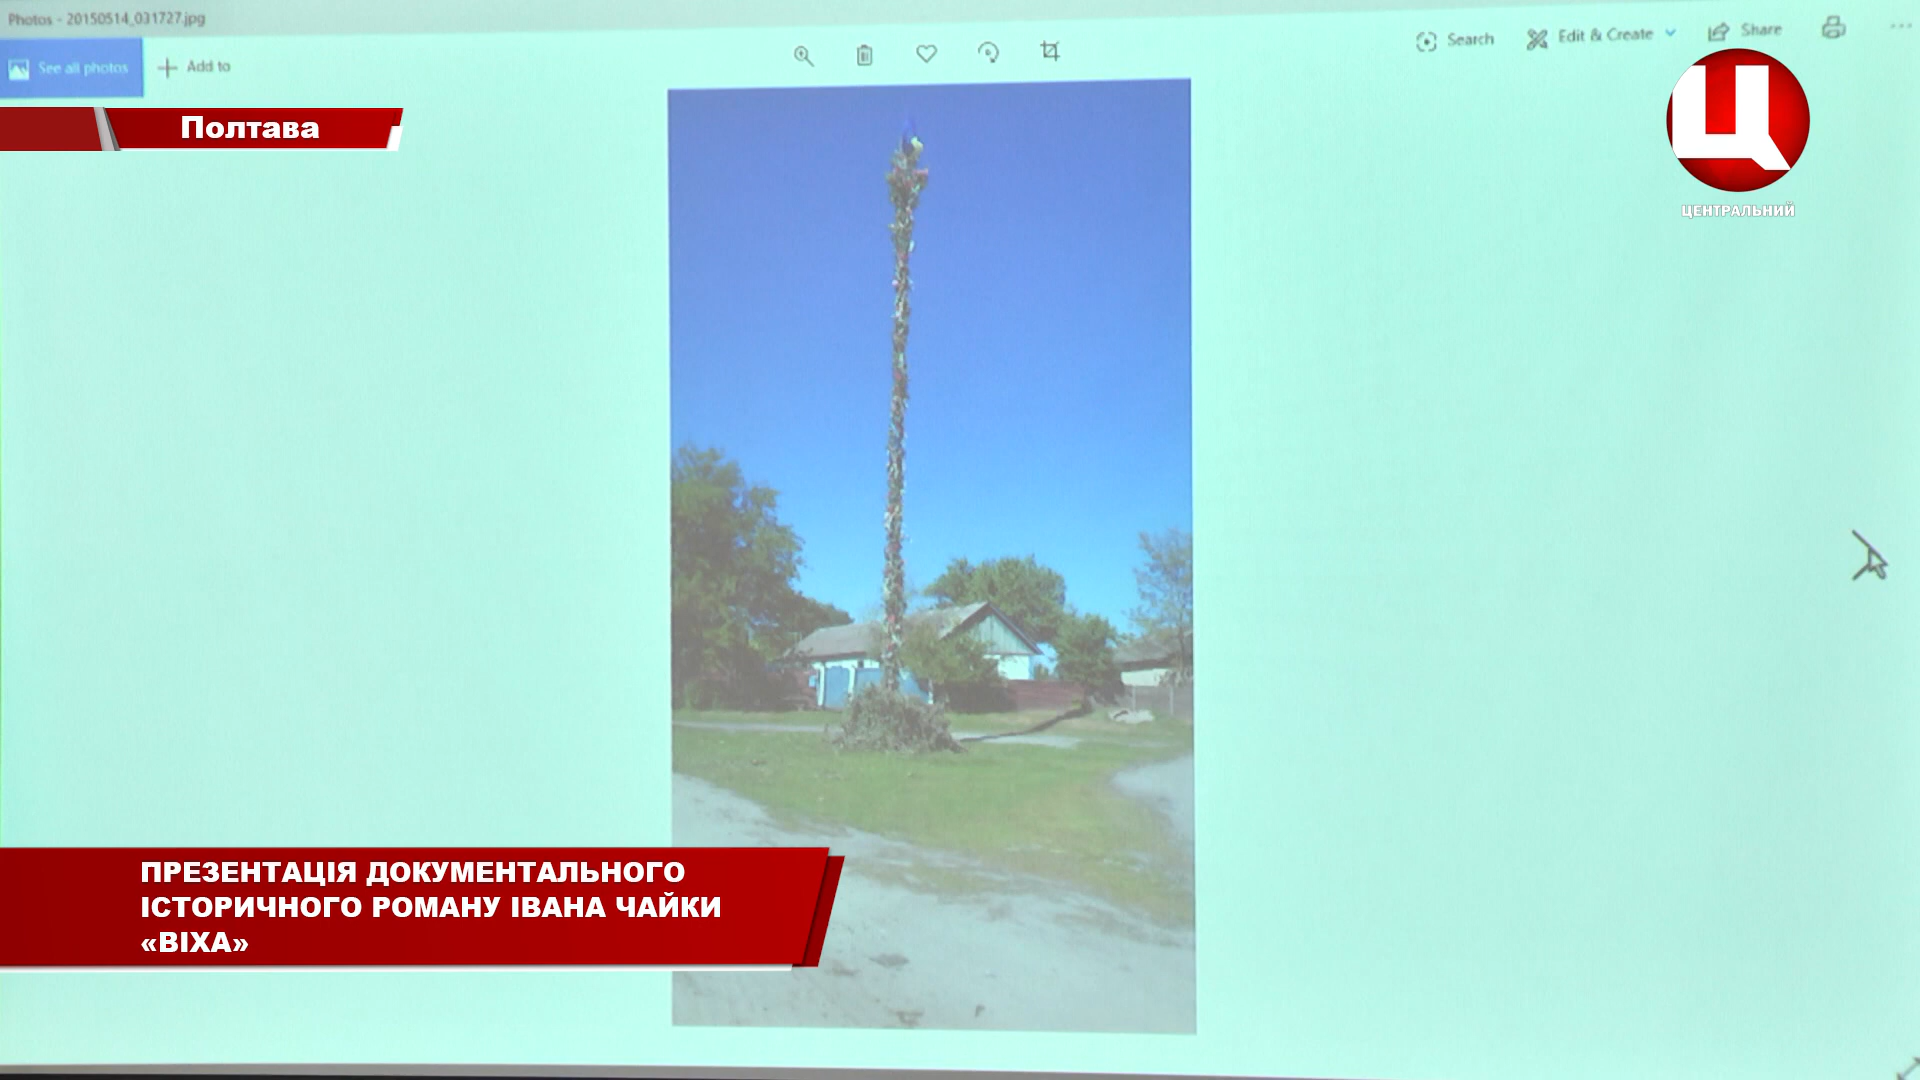 Photos - 20150514_031727.jpg
See all photos
Add to
Search
Edit & Create
Share
Полтава
Ц
ЦЕНТРАЛЬНИЙ
ПРЕЗЕНТАЦІЯ ДОКУМЕНТАЛЬНОГО
ІСТОРИЧНОГО РОМАНУ ІВАНА ЧАЙКИ
«ВІХА»